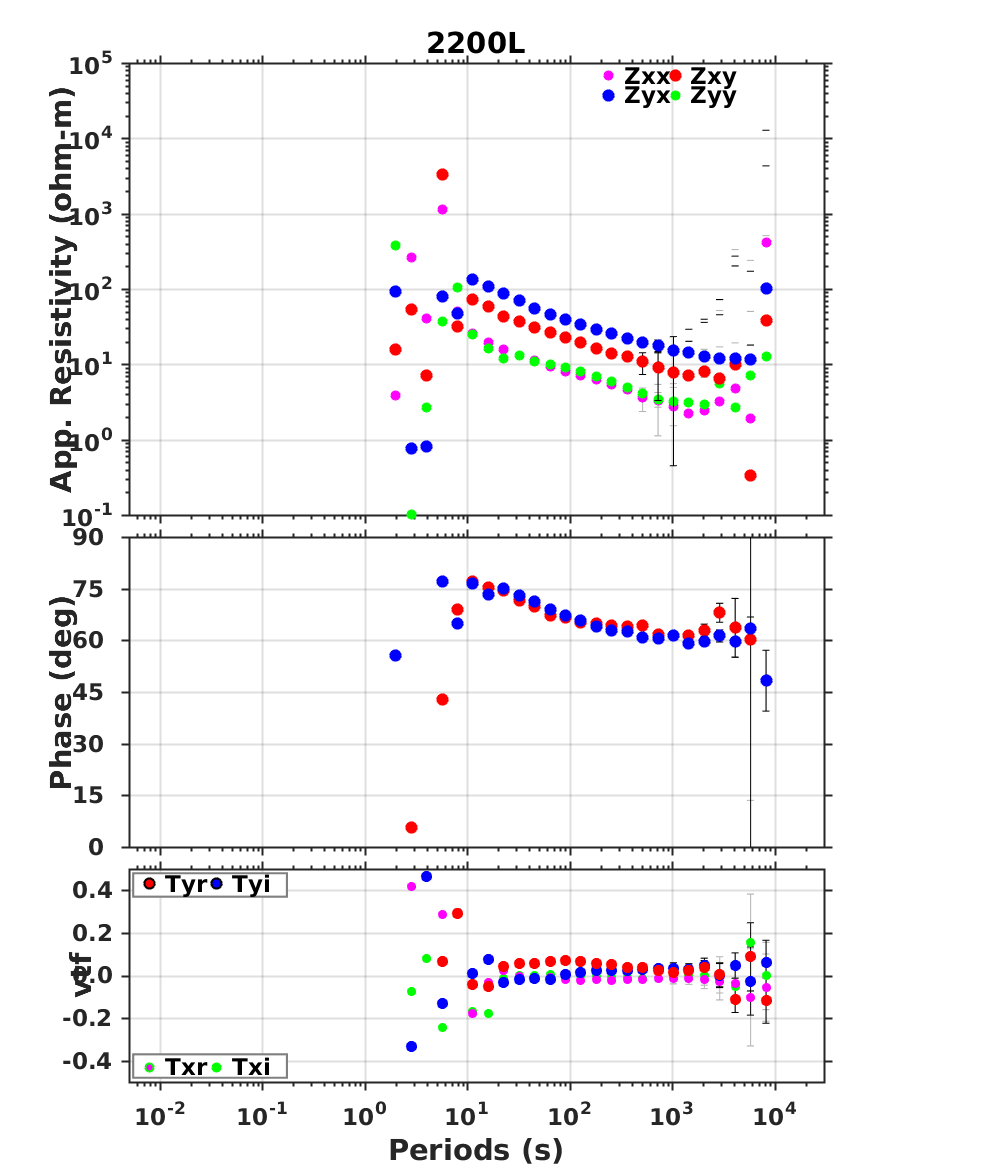 2200L
Zxx Zxy
Zyx Zyy
App. Resistivity (ohm-m)
10^5
10^4
10^3
10^2
10^1
10^0
10^-1
Phase (deg)
90
75
60
45
30
15
0
Tyr Tyi
vtf
0.4
0.2
0.0
-0.2
-0.4
Txr Txi
10^-2 10^-1 10^0 10^1 10^2 10^3 10^4
Periods (s)